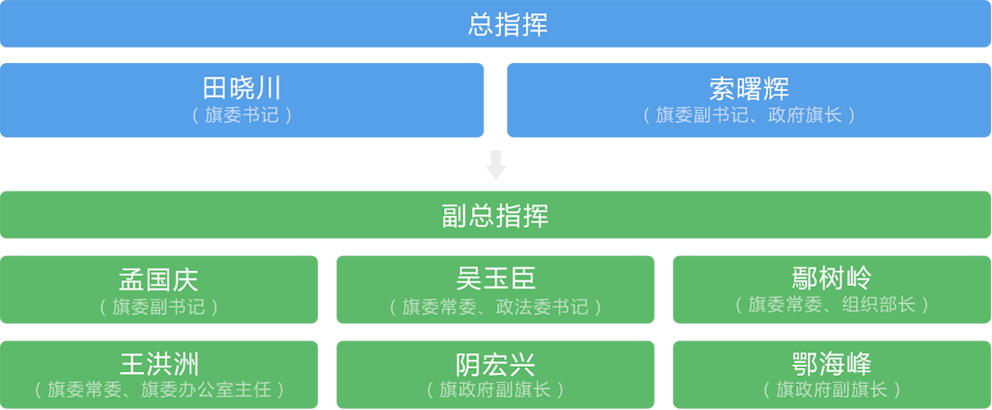 总指挥
田晓川
（旗委书记）
索曙辉
（旗委副书记、政府旗长）
副总指挥
孟国庆
（旗委副书记）
吴玉臣
（旗委常委、政法委书记）
鄢树岭
（旗委常委、组织部长）
王洪洲
（旗委常委、旗委办公室主任）
阴宏兴
（旗政府副旗长）
鄂海峰
（旗政府副旗长）